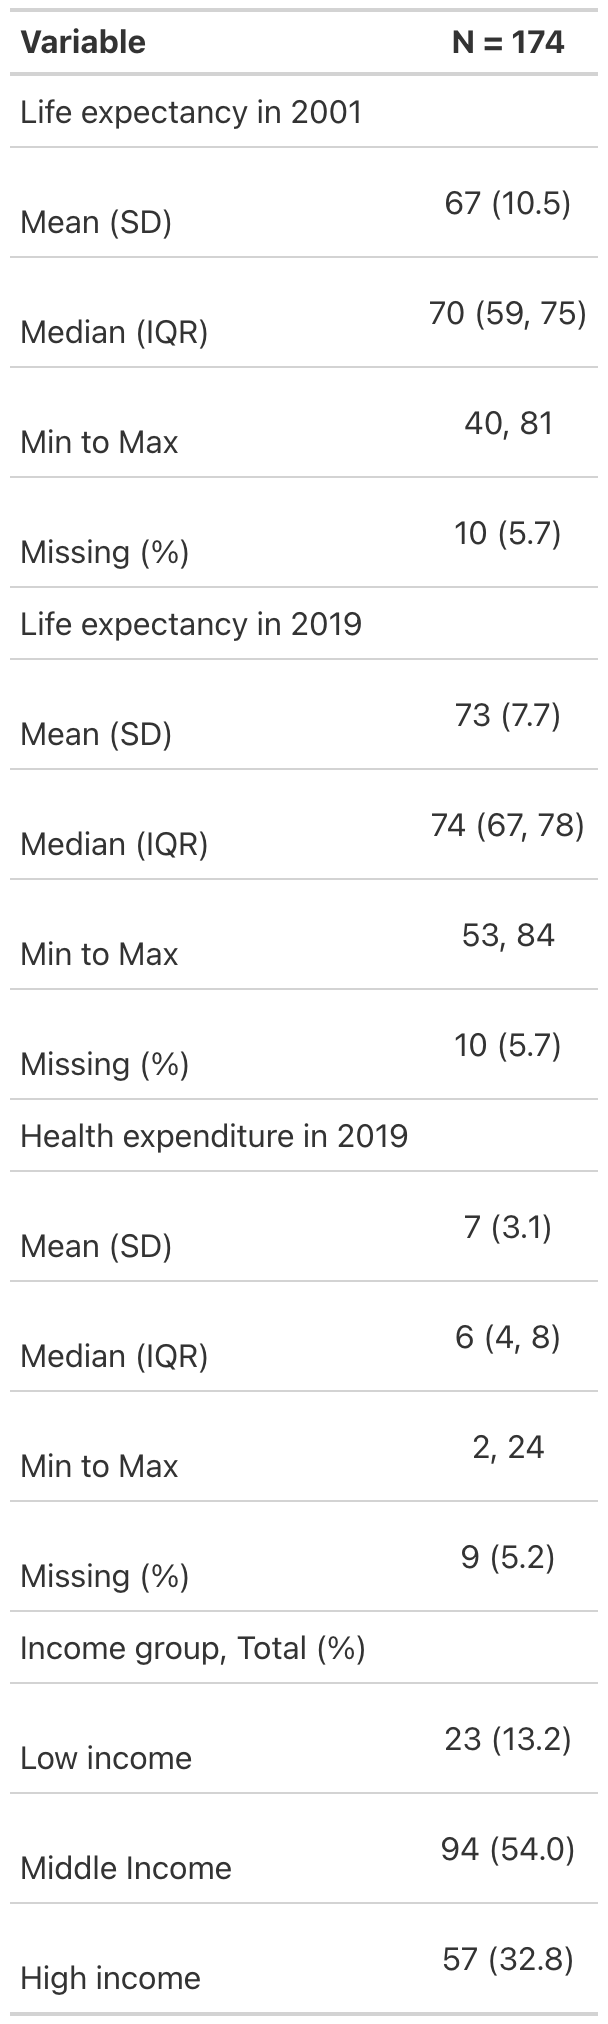 Variable N = 174
Life expectancy in 2001
Mean (SD) 67 (10.5)
Median (IQR) 70 (59, 75)
Min to Max 40, 81
Missing (%) 10 (5.7)
Life expectancy in 2019
Mean (SD) 73 (7.7)
Median (IQR) 74 (67, 78)
Min to Max 53, 84
Missing (%) 10 (5.7)
Health expenditure in 2019
Mean (SD) 7 (3.1)
Median (IQR) 6 (4, 8)
Min to Max 2, 24
Missing (%) 9 (5.2)
Income group, Total (%)
Low income 23 (13.2)
Middle Income 94 (54.0)
High income 57 (32.8)